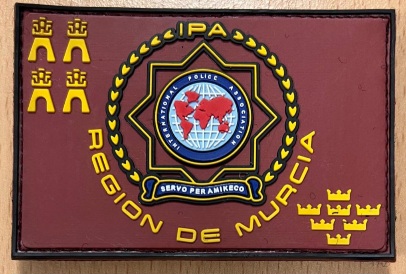 IPA
INTERNATIONAL POLICE ASSOCIATION
SERVO PER AMIKECO
REGION DE MURCIA